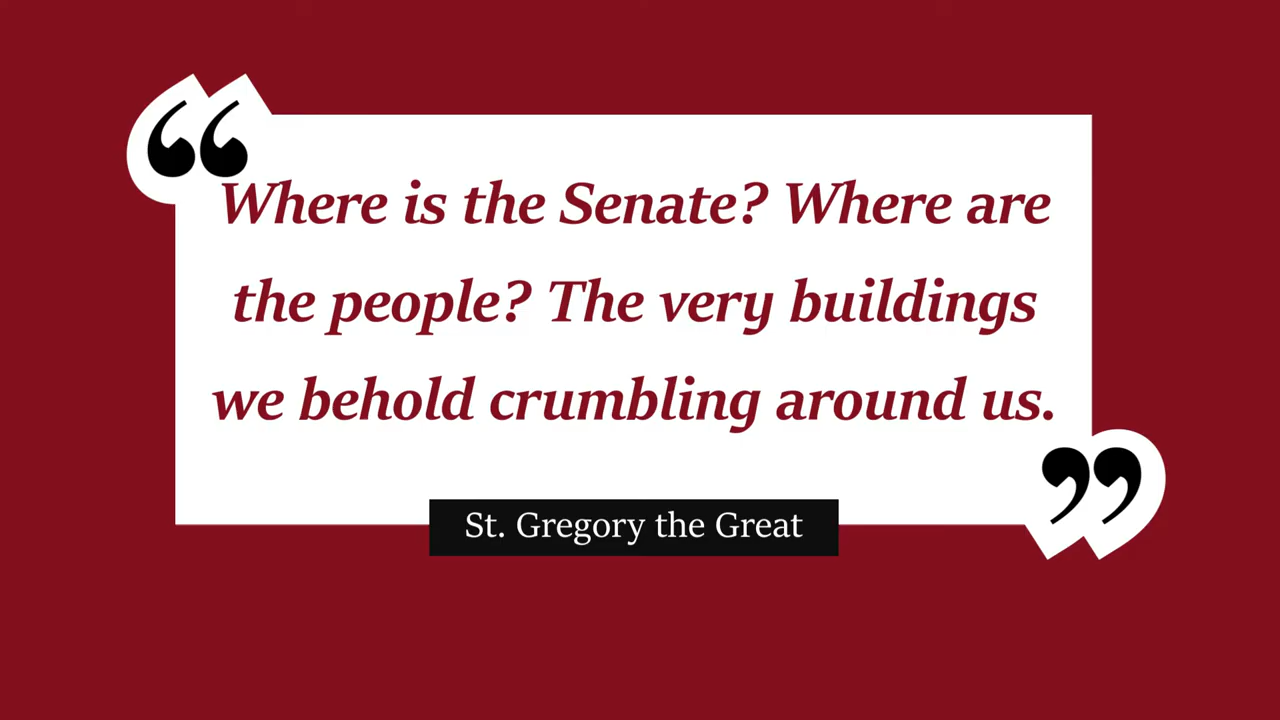 “
Where is the Senate? Where are
the people? The very buildings
we behold crumbling around us.
”
St. Gregory the Great